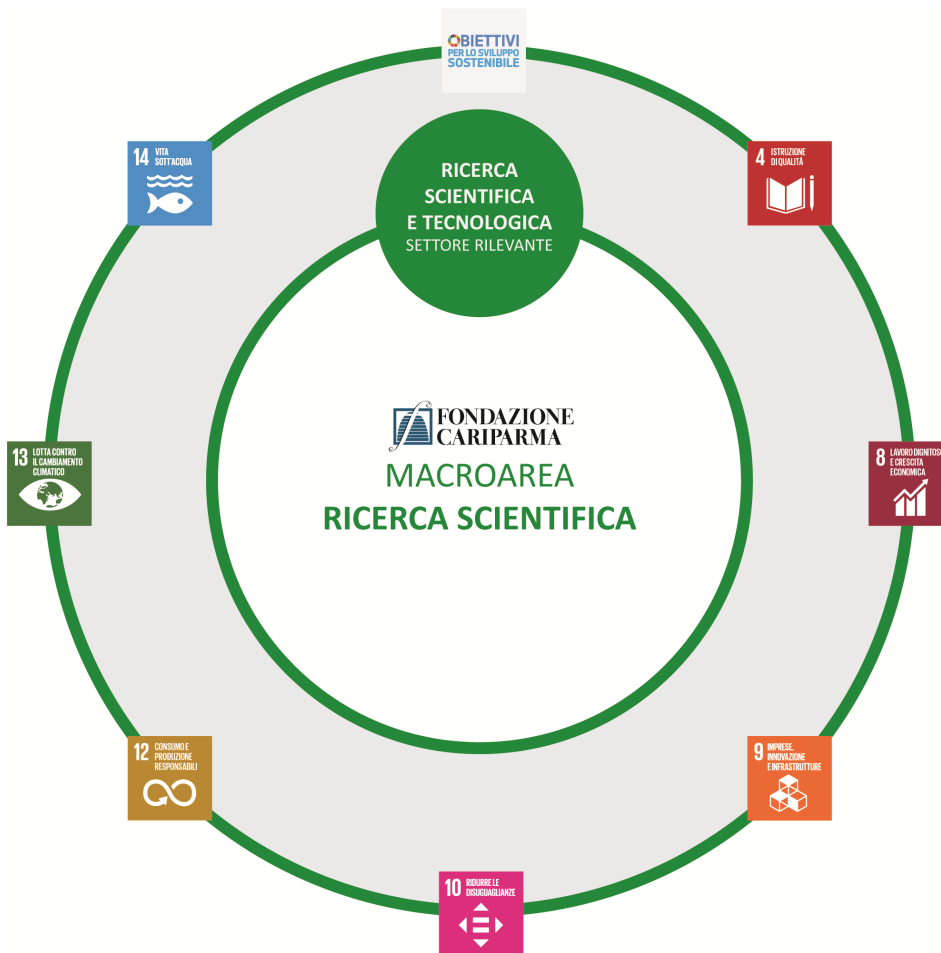 OBIETTIVI
PER LO SVILUPPO
SOSTENIBILE
RICERCA
SCIENTIFICA
E TECNOLOGICA
SETTORE RILEVANTE
14 VITA
SOTT'ACQUA
4 ISTRUZIONE
DI QUALITÀ
FONDAZIONE
CARIPARMA
MACROAREA
RICERCA SCIENTIFICA
13 LOTTA CONTRO
IL CAMBIAMENTO
CLIMATICO
8 LAVORO DIGNITOSO
E CRESCITA
ECONOMICA
12 CONSUMO E
PRODUZIONE
RESPONSABILI
9 IMPRESE,
INNOVAZIONE
E INFRASTRUTTURE
10 RIDURRE LE
DISUGUAGLIANZE